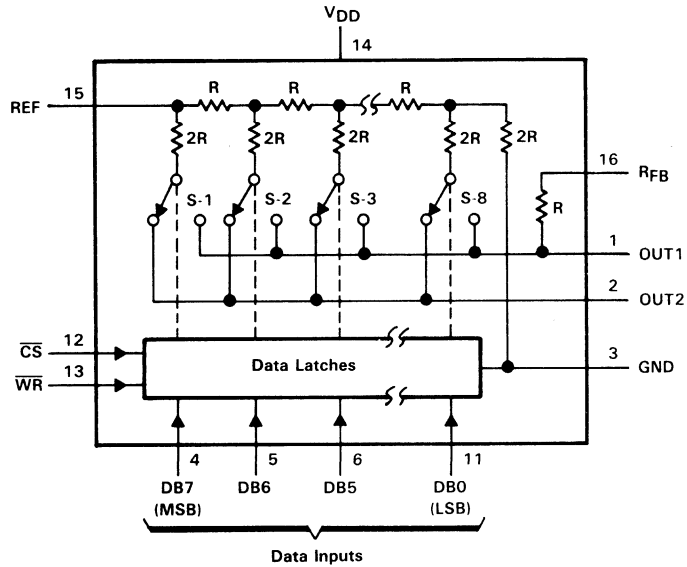 VDD
14
R R R
15
REF
2R 2R 2R 2R 2R
16
RFB
S-1 S-2 S-3 S-8
R
1
OUT1
2
OUT2
12
CS
13
WR
Data Latches
3
GND
4 5 6 11
DB7 DB6 DB5 DB0
(MSB) (LSB)
Data Inputs